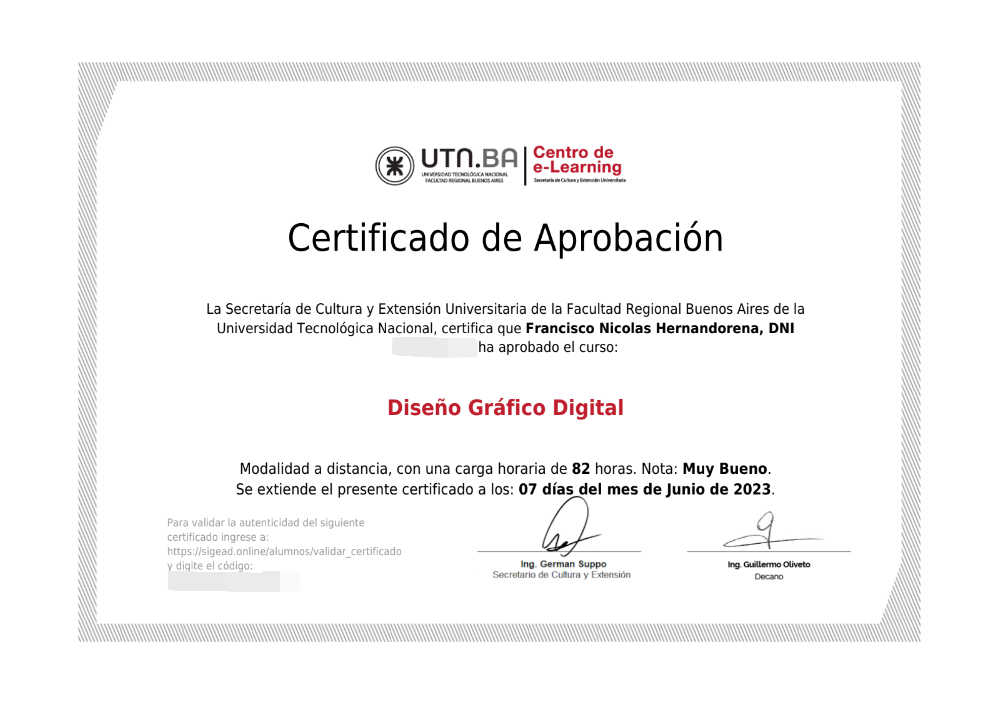 UTN.BA
UNIVERSIDAD TECNOLÓGICA NACIONAL
FACULTAD REGIONAL BUENOS AIRES
Centro de
e-Learning
Secretaría de Cultura y Extensión Universitaria
Certificado de Aprobación
La Secretaría de Cultura y Extensión Universitaria de la Facultad Regional Buenos Aires de la
Universidad Tecnológica Nacional, certifica que Francisco Nicolas Hernandorena, DNI
ha aprobado el curso:
Diseño Gráfico Digital
Modalidad a distancia, con una carga horaria de 82 horas. Nota: Muy Bueno.
Se extiende el presente certificado a los: 07 días del mes de Junio de 2023.
Para validar la autenticidad del siguiente
certificado ingrese a:
https://sigead.online/alumnos/validar_certificado
y digite el código:
Ing. German Suppo
Secretario de Cultura y Extensión
Ing. Guillermo Oliveto
Decano